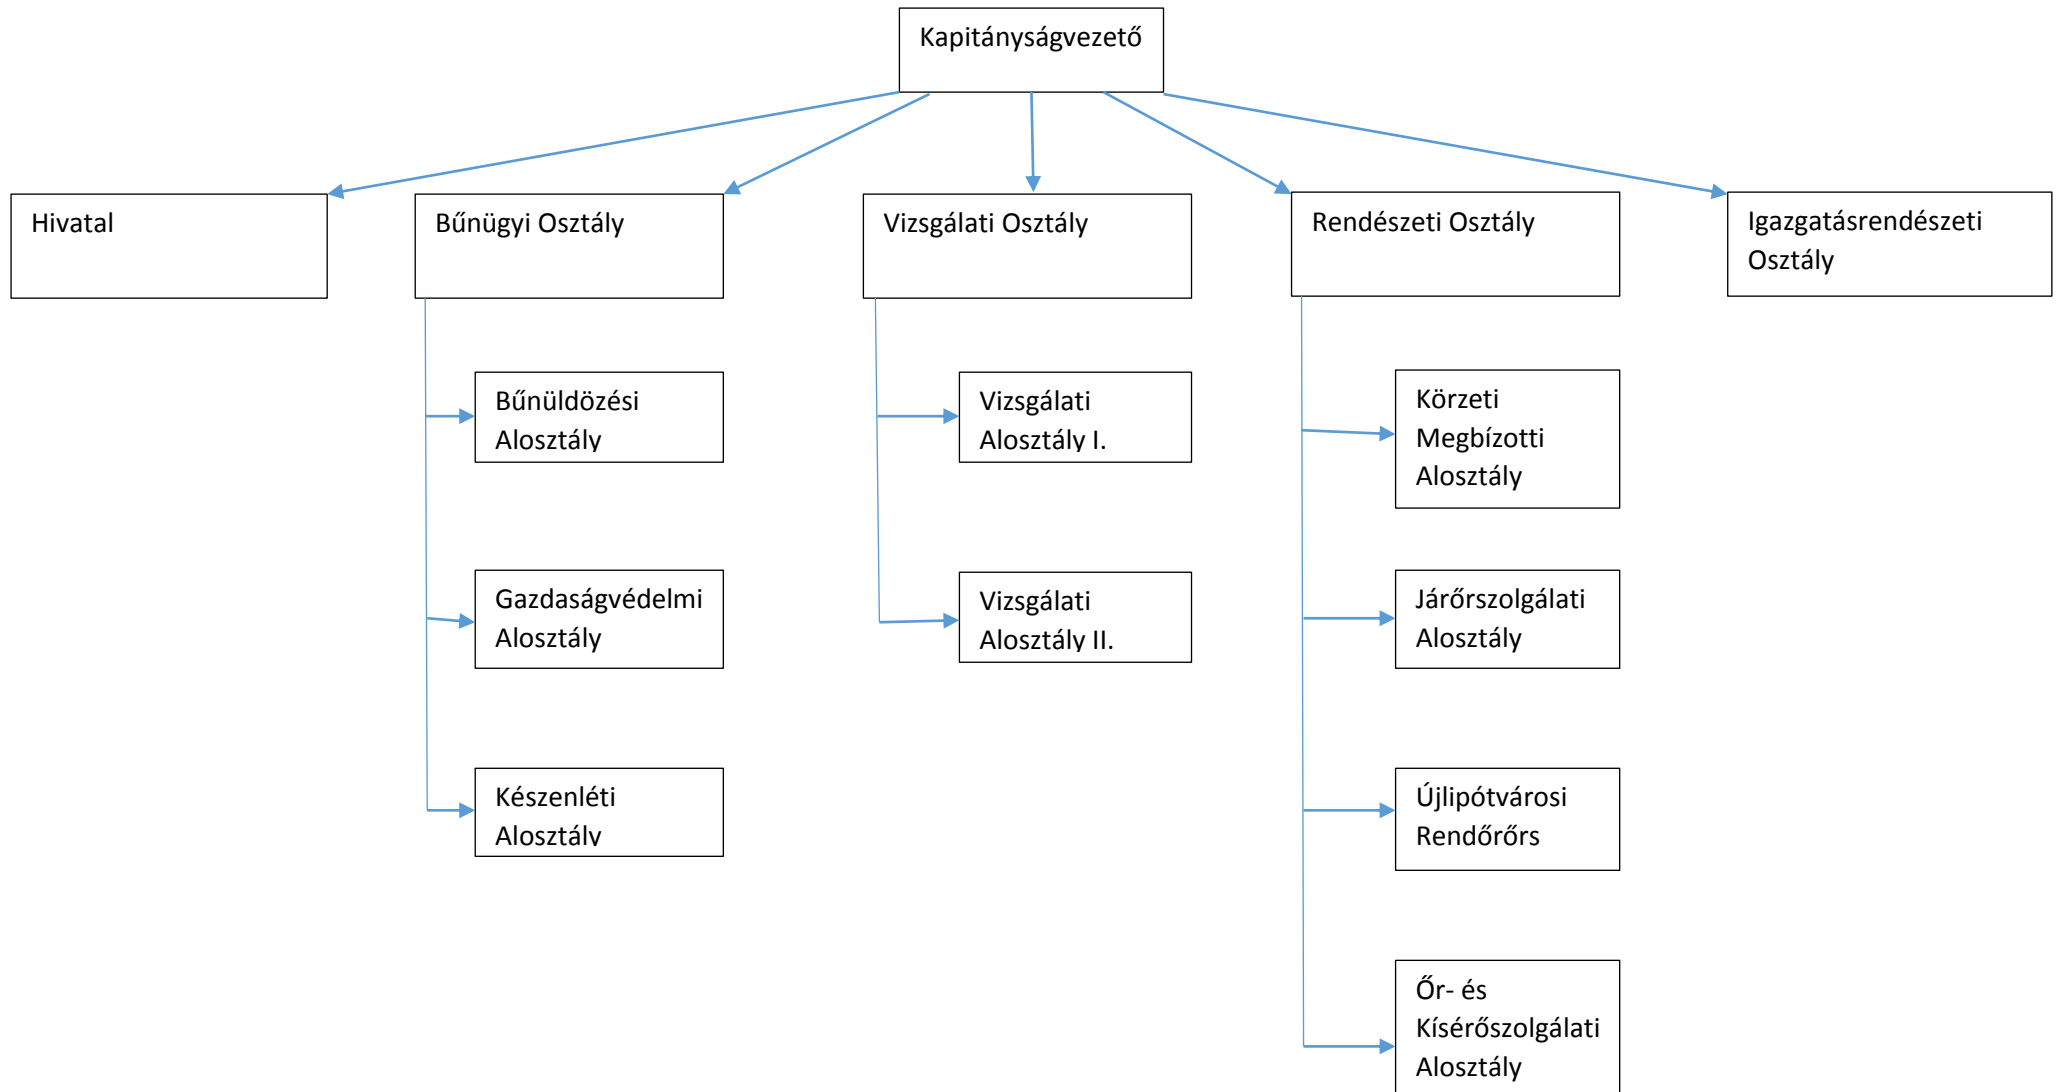 Kapitányságvezető
Hivatal
Bűnügyi Osztály
Vizsgálati Osztály
Rendészeti Osztály
Igazgatásrendészeti
Osztály
Bűnüldözési
Alosztály
Gazdaságvédelmi
Alosztály
Készenléti
Alosztály
Vizsgálati
Alosztály I.
Vizsgálati
Alosztály II.
Körzeti
Megbízotti
Alosztály
Járőrszolgálati
Alosztály
Újlipótvárosi
Rendőrőrs
Őr- és
Kísérőszolgálati
Alosztály